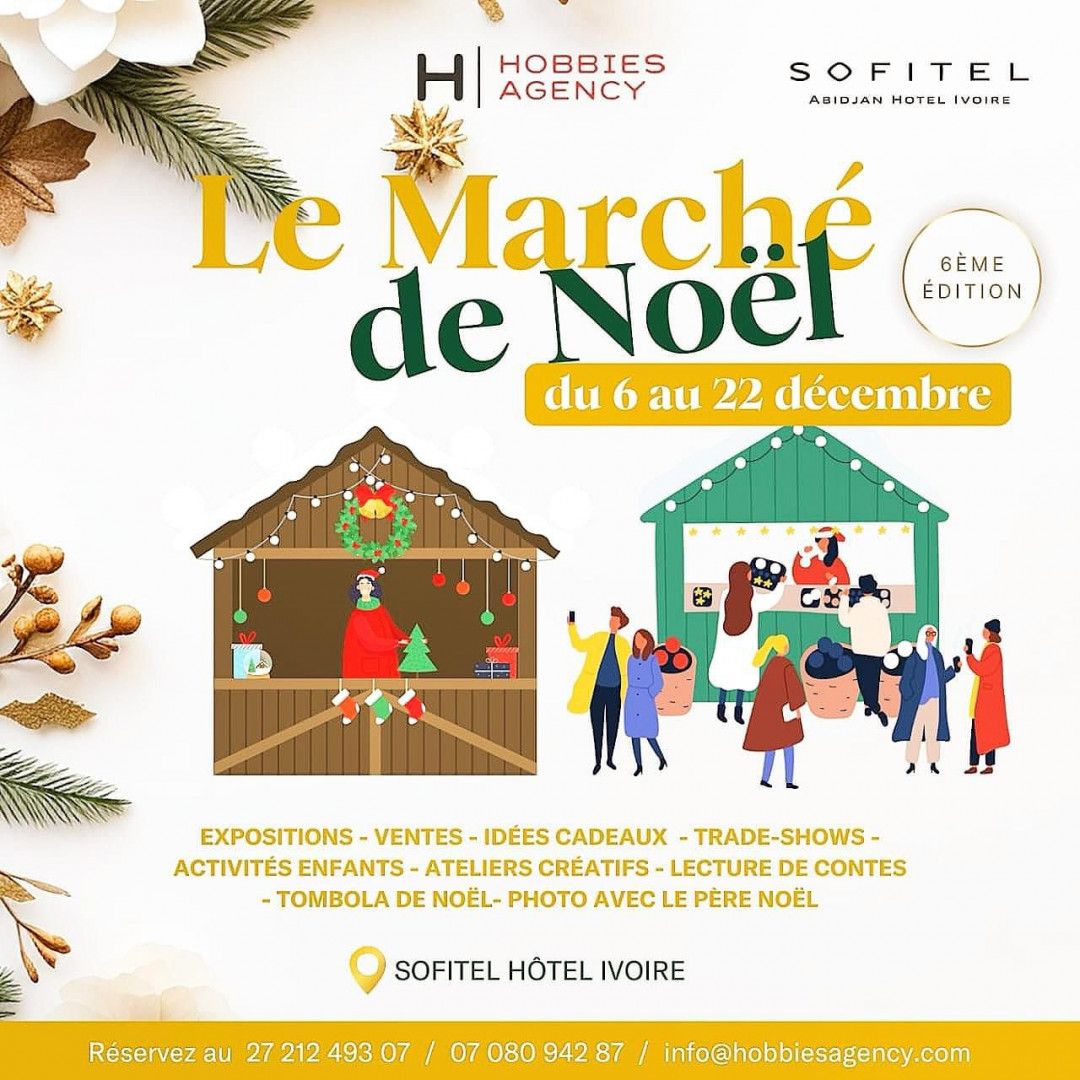 H HOBBIES
AGENCY
SOFITEL
ABIDJAN HOTEL IVOIRE
Le Marché
de Noël
6ÈME
ÉDITION
du 6 au 22 décembre
EXPOSITIONS - VENTES - IDÉES CADEAUX - TRADE-SHOWS -
ACTIVITÉS ENFANTS - ATELIERS CRÉATIFS - LECTURE DE CONTES
- TOMBOLA DE NOËL- PHOTO AVEC LE PÈRE NOËL
SOFITEL HÔTEL IVOIRE
Réservez au 27 212 493 07 / 07 080 942 87 / info@hobbiesagency.com